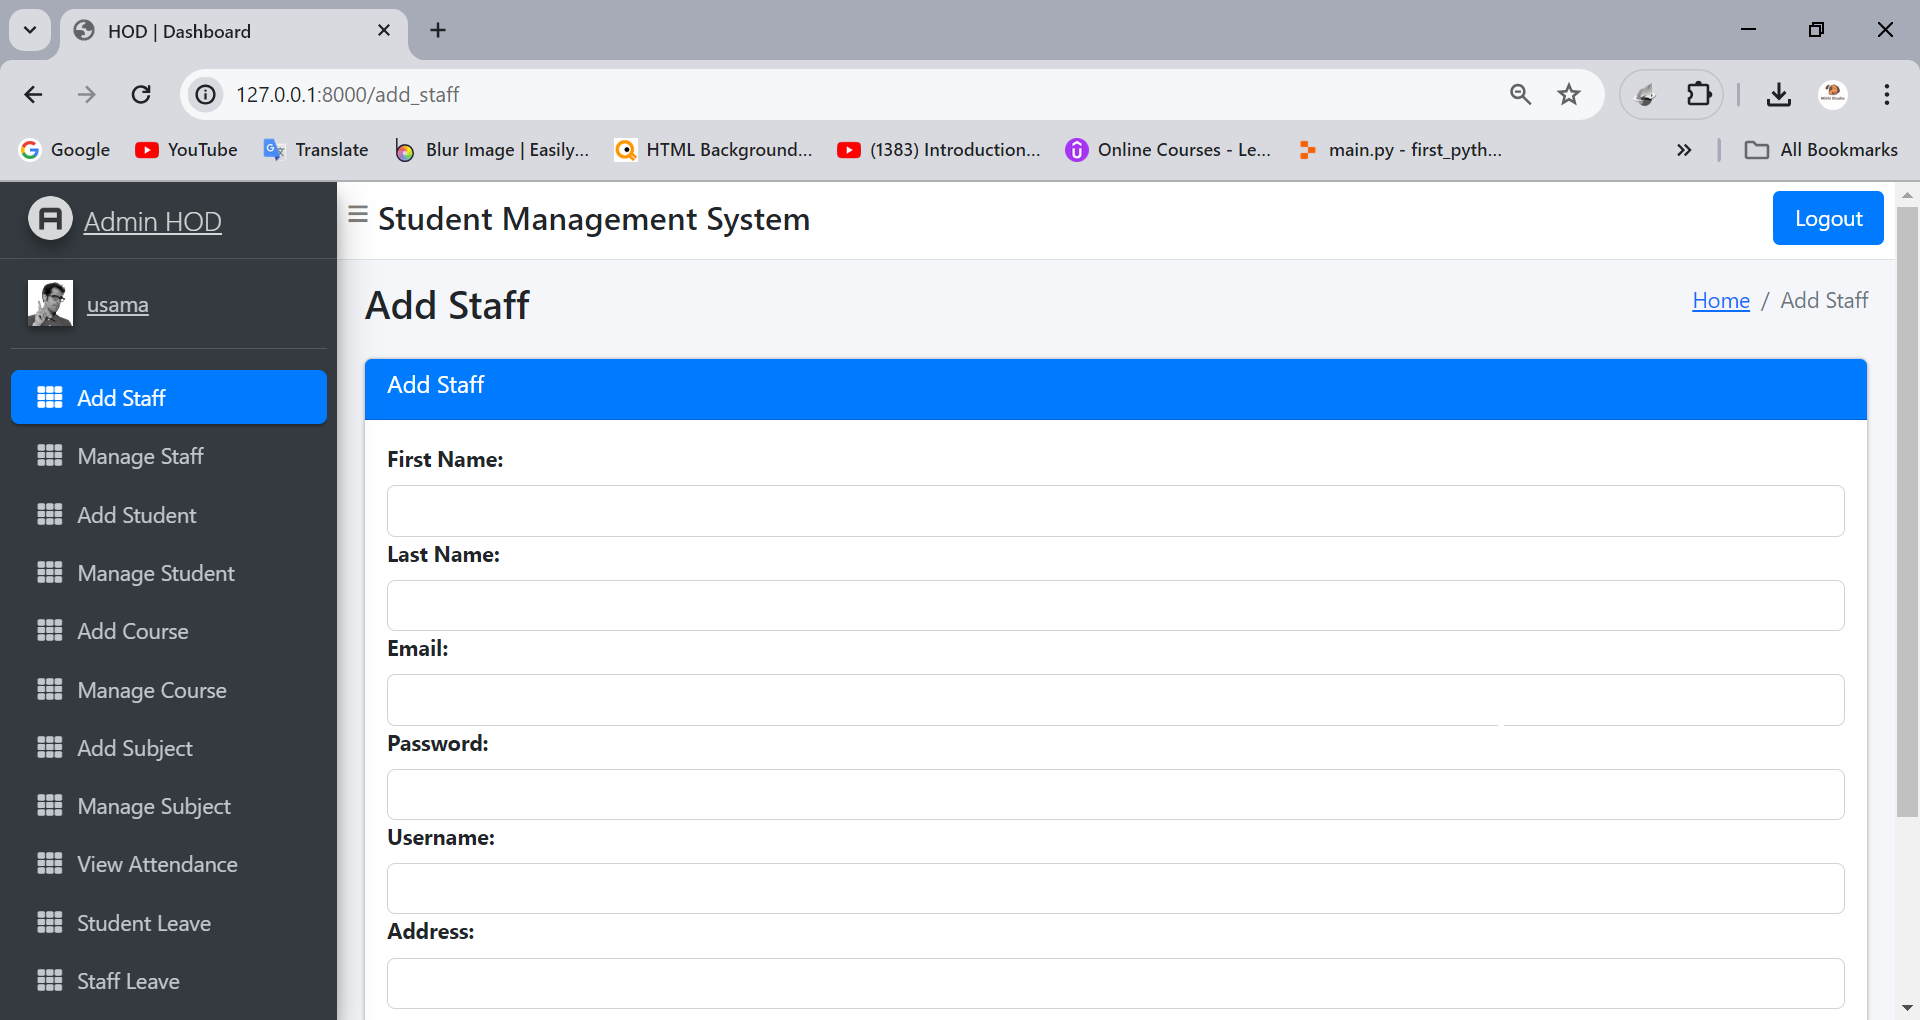 HOD | Dashboard
127.0.0.1:8000/add_staff
Google
YouTube
Translate
Blur Image | Easily...
HTML Background...
(1383) Introduction...
Online Courses - Le...
main.py - first_pyth...
All Bookmarks
Admin HOD
Student Management System
Logout
usama
Add Staff
Home / Add Staff
Add Staff
Manage Staff
Add Student
Manage Student
Add Course
Manage Course
Add Subject
Manage Subject
View Attendance
Student Leave
Staff Leave
Add Staff
First Name:
Last Name:
Email:
Password:
Username:
Address: